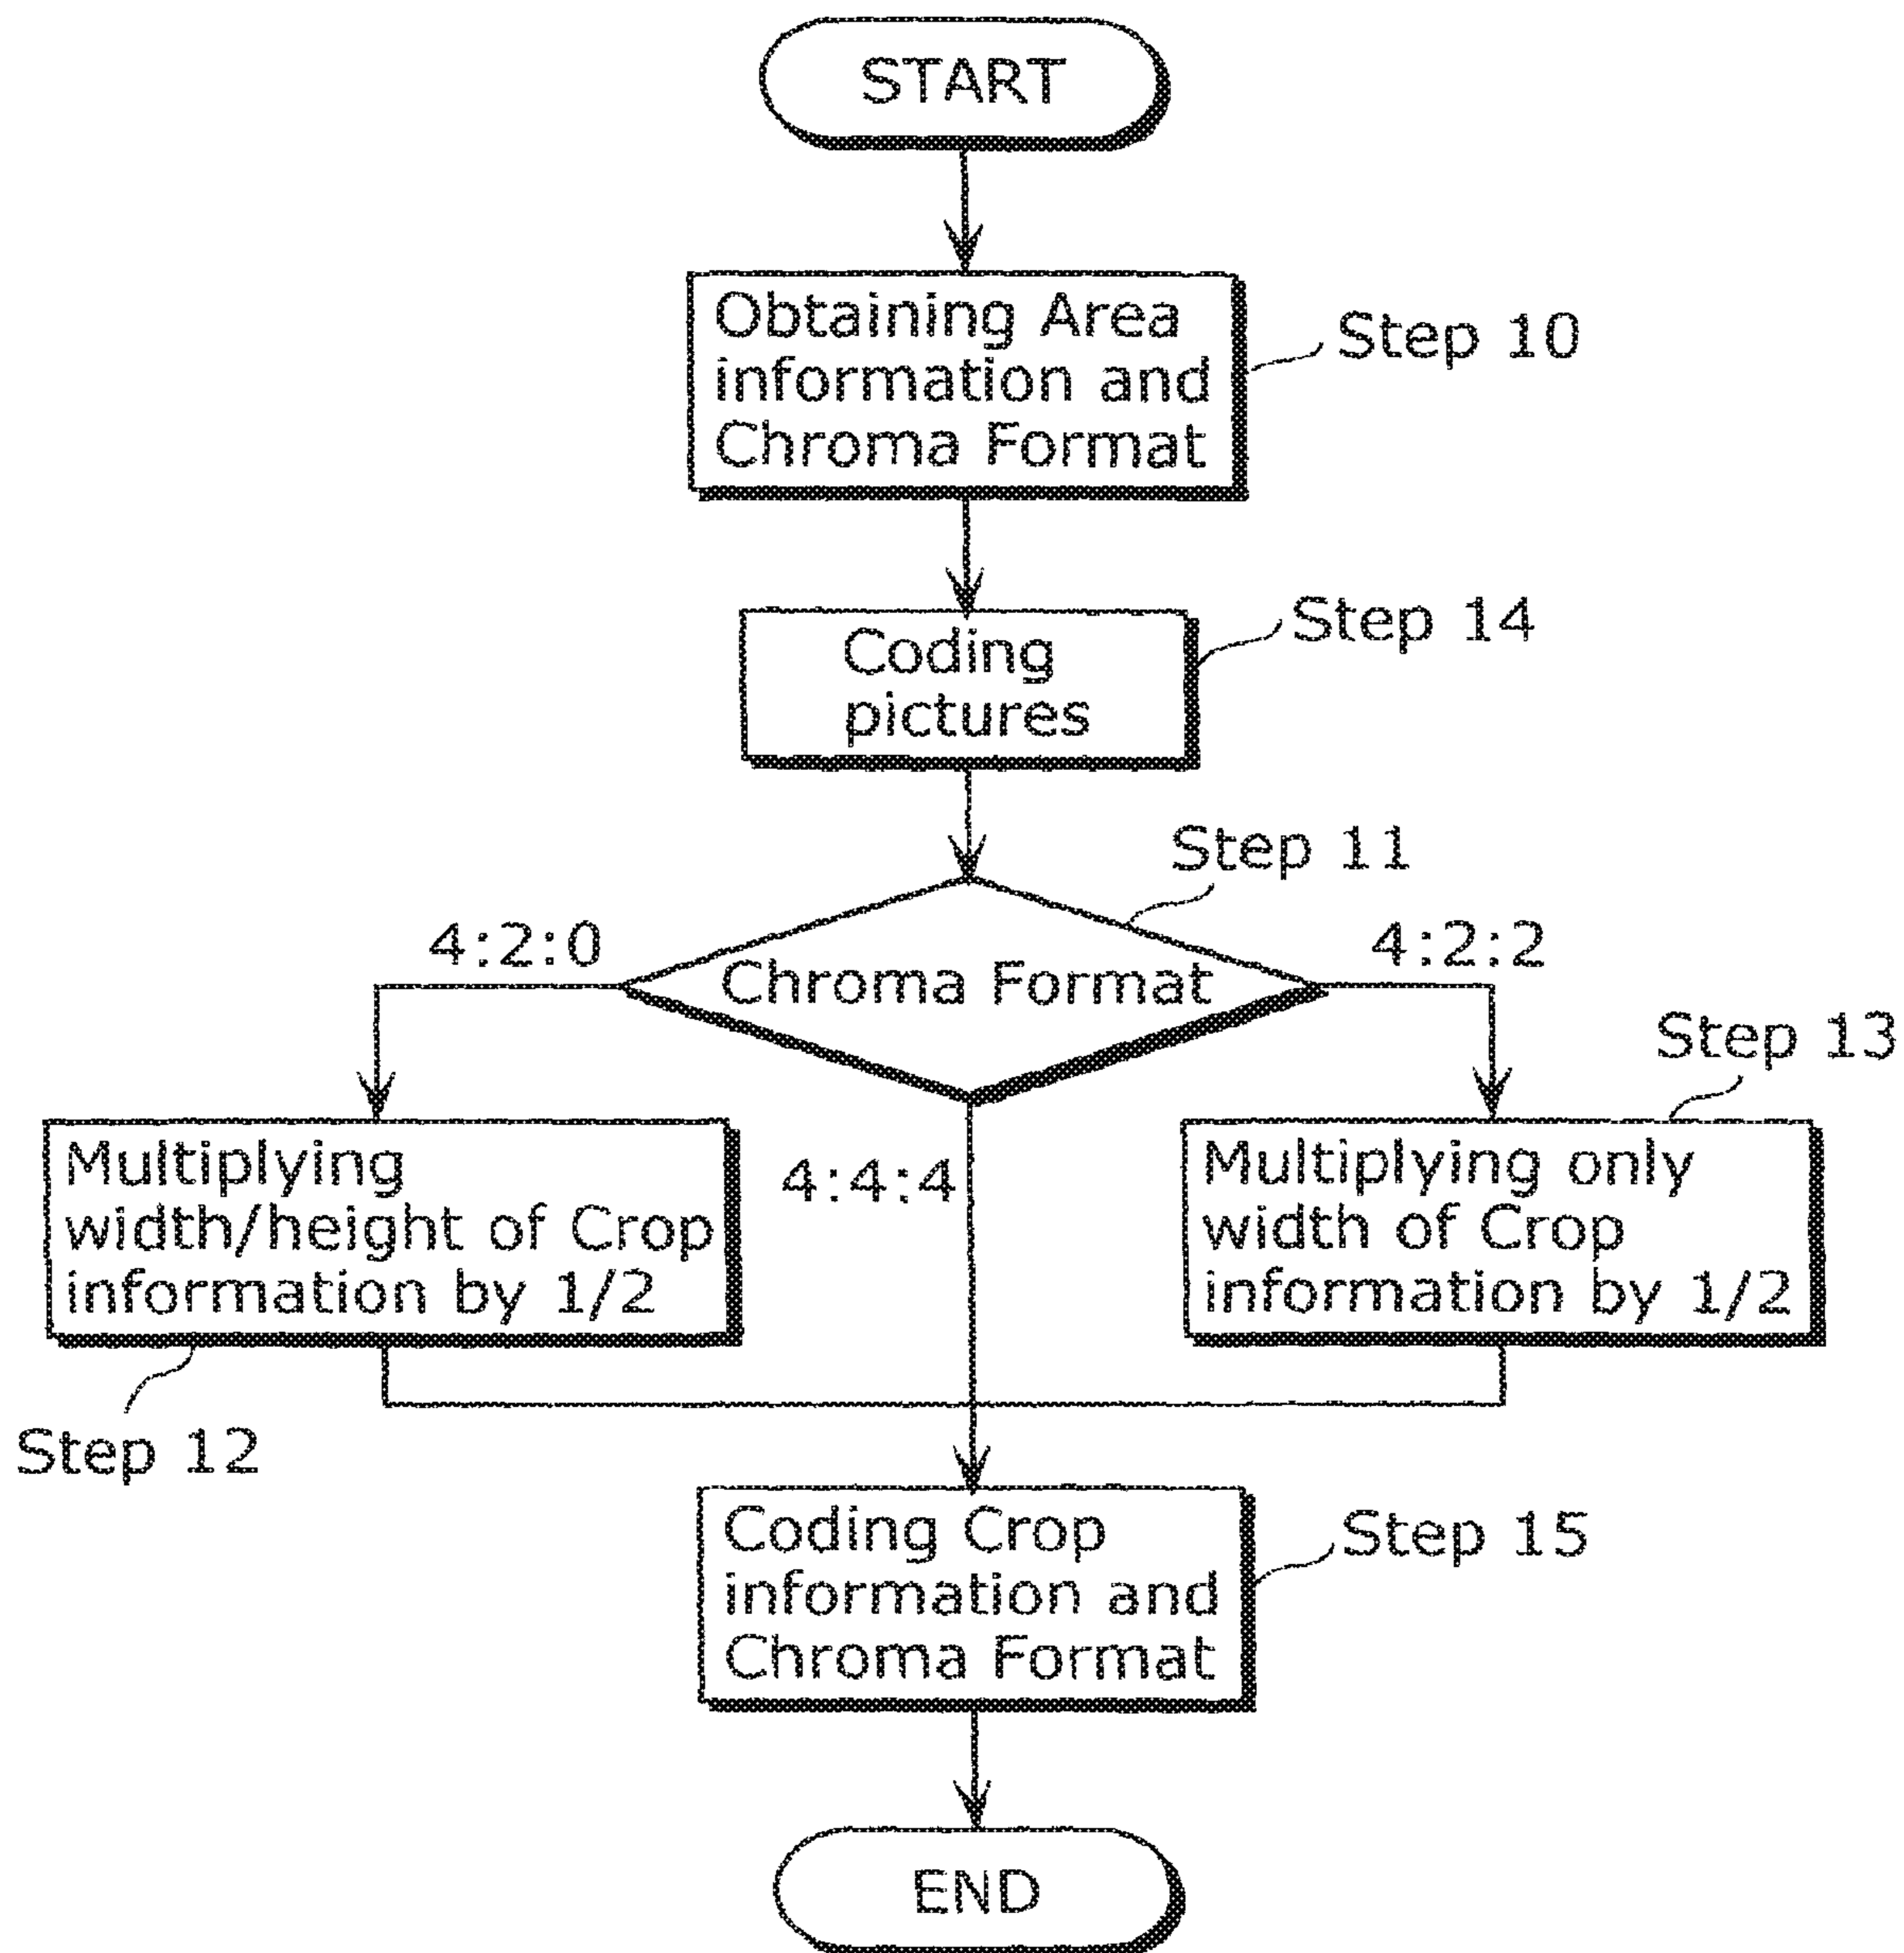 START
Obtaining Area
information and
Chroma Format
Step 10
Coding
pictures
Step 14
Step 11
4:2:0
Chroma Format
4:2:2
Step 13
Multiplying
width/height of Crop
information by 1/2
4:4:4
Multiplying only
width of Crop
information by 1/2
Step 12
Coding Crop
information and
Chroma Format
Step 15
END